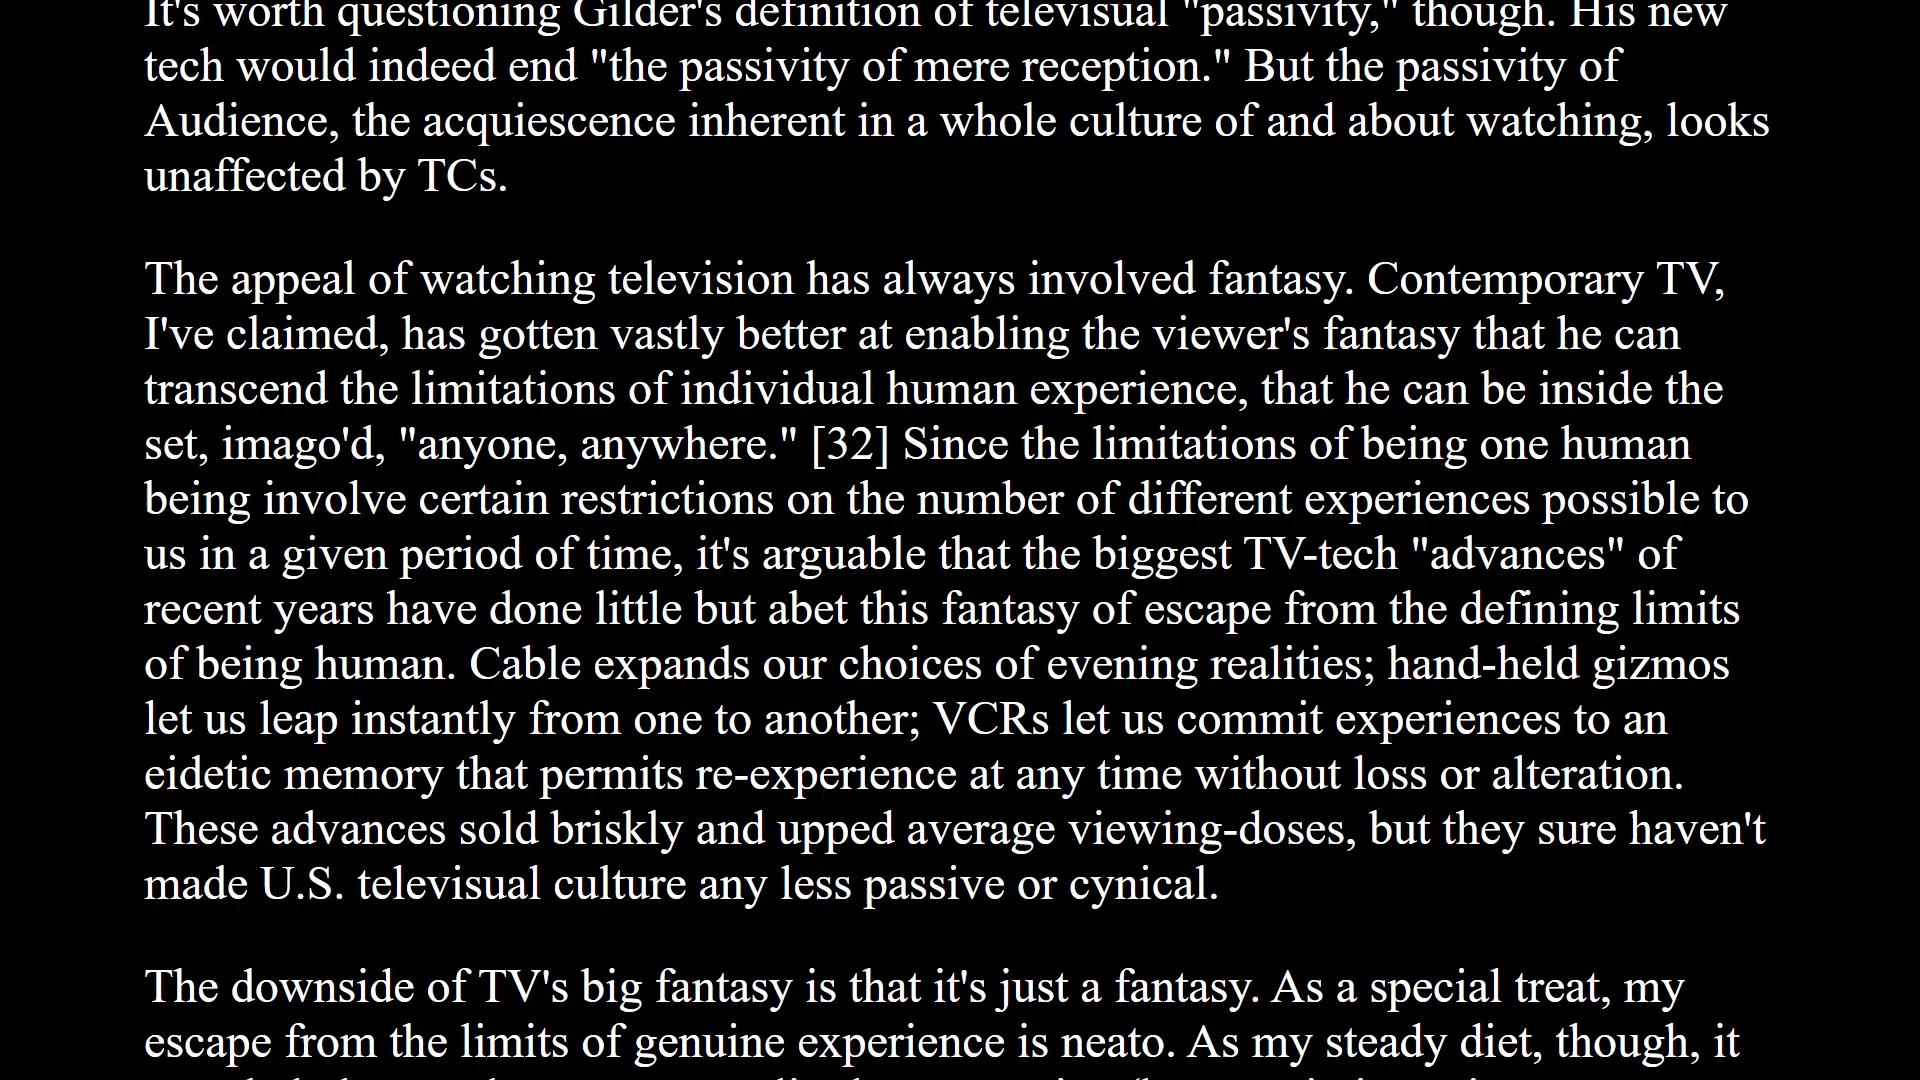 It's worth questioning Gilder's definition of televisual "passivity," though. His new
tech would indeed end "the passivity of mere reception." But the passivity of
Audience, the acquiescence inherent in a whole culture of and about watching, looks
unaffected by TCs.
The appeal of watching television has always involved fantasy. Contemporary TV,
I've claimed, has gotten vastly better at enabling the viewer's fantasy that he can
transcend the limitations of individual human experience, that he can be inside the
set, imago'd, "anyone, anywhere." [32] Since the limitations of being one human
being involve certain restrictions on the number of different experiences possible to
us in a given period of time, it's arguable that the biggest TV-tech "advances" of
recent years have done little but abet this fantasy of escape from the defining limits
of being human. Cable expands our choices of evening realities; hand-held gizmos
let us leap instantly from one to another; VCRs let us commit experiences to an
eidetic memory that permits re-experience at any time without loss or alteration.
These advances sold briskly and upped average viewing-doses, but they sure haven't
made U.S. televisual culture any less passive or cynical.
The downside of TV's big fantasy is that it's just a fantasy. As a special treat, my
escape from the limits of genuine experience is neato. As my steady diet, though, it